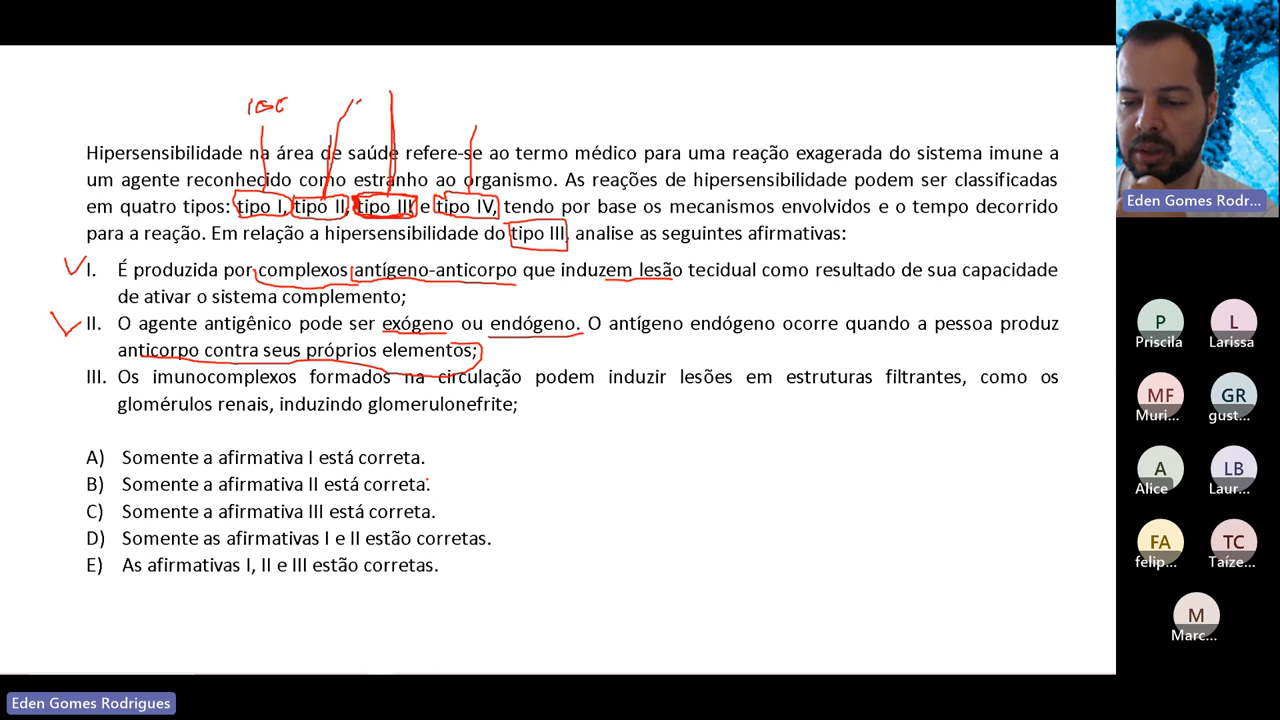 IGE
Hipersensibilidade na área de saúde refere-se ao termo médico para uma reação exagerada do sistema imune a
um agente reconhecido como estranho ao organismo. As reações de hipersensibilidade podem ser classificadas
em quatro tipos: tipo I, tipo II, tipo III e tipo IV, tendo por base os mecanismos envolvidos e o tempo decorrido
para a reação. Em relação a hipersensibilidade do tipo III, analise as seguintes afirmativas:
I. É produzida por complexos antígeno-anticorpo que induzem lesão tecidual como resultado de sua capacidade
de ativar o sistema complemento;
II. O agente antigênico pode ser exógeno ou endógeno. O antígeno endógeno ocorre quando a pessoa produz
anticorpo contra seus próprios elementos;
III. Os imunocomplexos formados na circulação podem induzir lesões em estruturas filtrantes, como os
glomérulos renais, induzindo glomerulonefrite;
A) Somente a afirmativa I está correta.
B) Somente a afirmativa II está correta.
C) Somente a afirmativa III está correta.
D) Somente as afirmativas I e II estão corretas.
E) As afirmativas I, II e III estão corretas.
Eden Gomes Rodr...
P
Priscila
L
Larissa
MF
Muri...
GR
gust...
A
Alice
LB
Laur...
FA
felip...
TC
Taíze...
M
Marc...
Eden Gomes Rodrigues